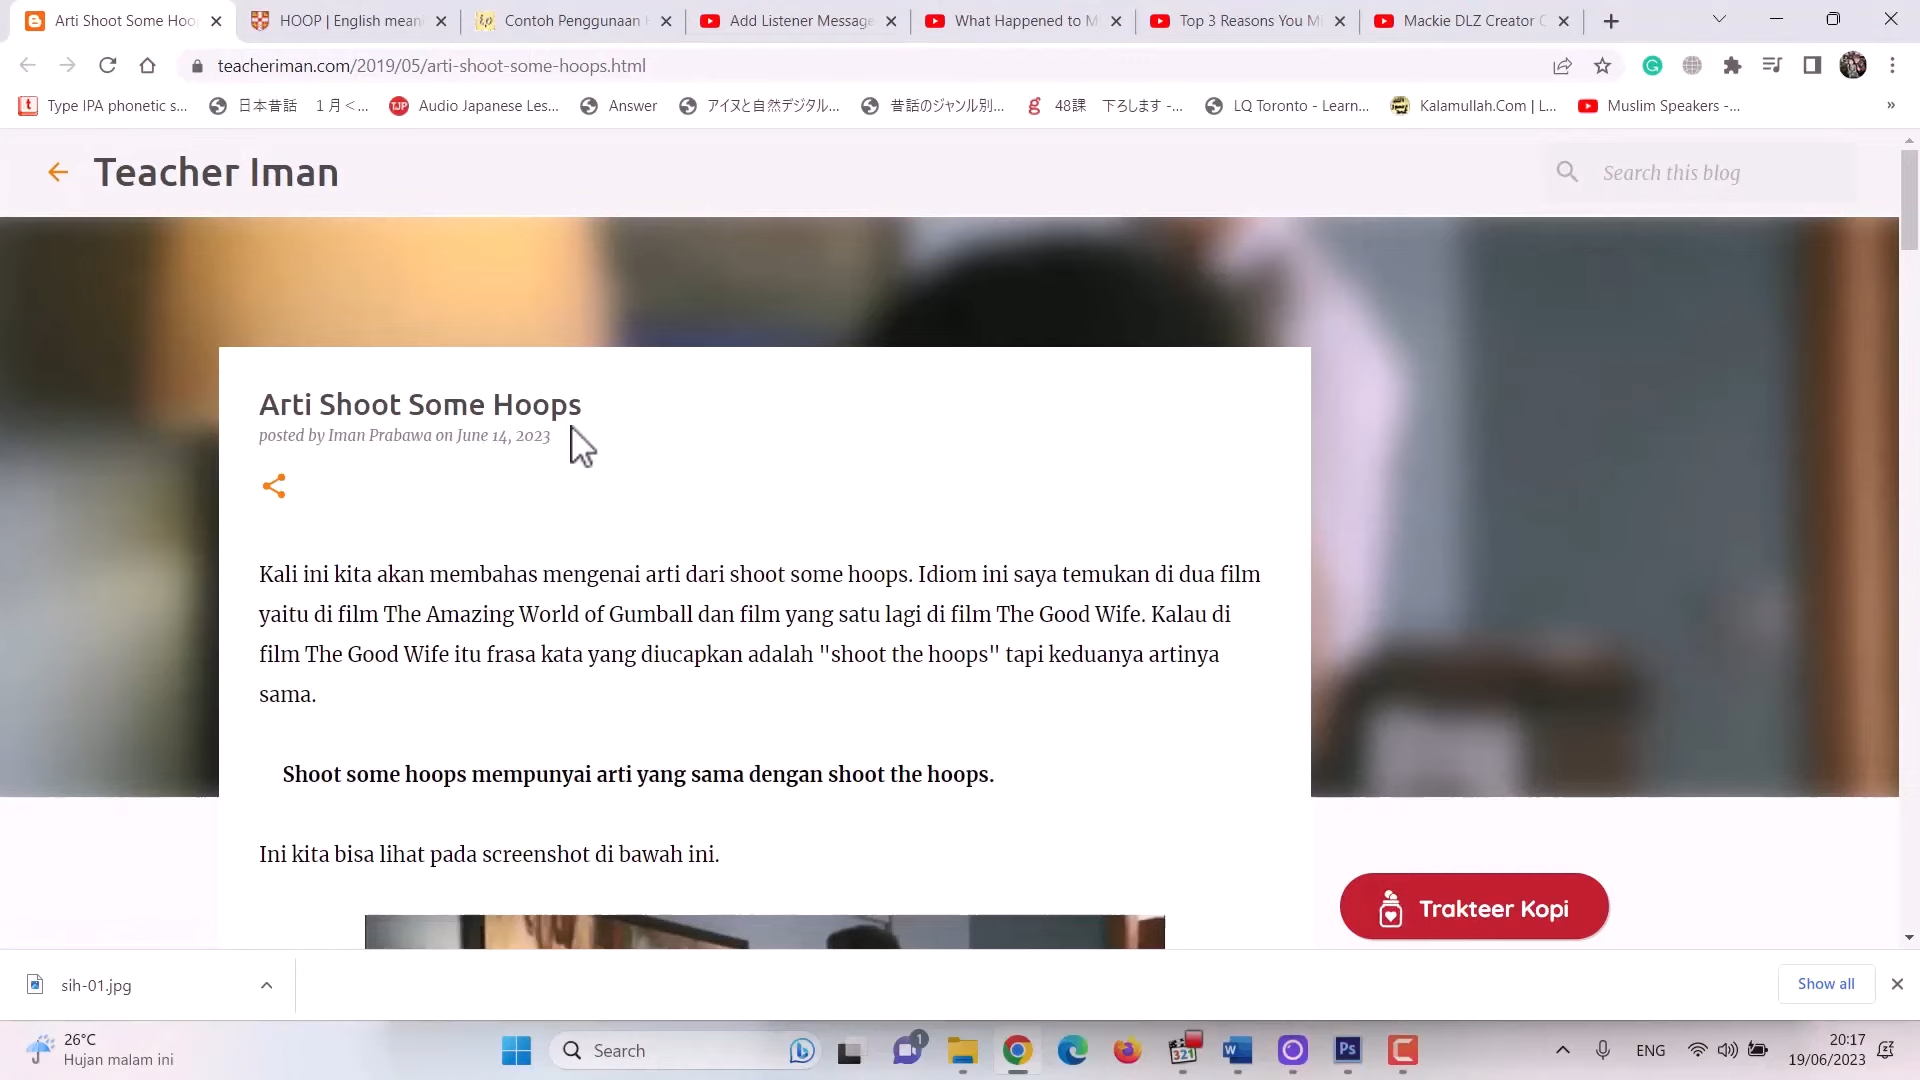 Arti Shoot Some Hoo
HOOP | English mean
Contoh Penggunaan
Add Listener Message
What Happened to M
Top 3 Reasons You Mi
Mackie DLZ Creator
teacheriman.com/2019/05/arti-shoot-some-hoops.html
Type IPA phonetic s...
日本昔話 1月<...
Audio Japanese Les...
Answer
アイヌと自然デジタル...
昔話のジャンル別...
48課 下ろします -...
LQ Toronto - Learn...
Kalamullah.Com | L...
Muslim Speakers -...
»
Teacher Iman
Search this blog
Arti Shoot Some Hoops
posted by Iman Prabawa on June 14, 2023
Kali ini kita akan membahas mengenai arti dari shoot some hoops. Idiom ini saya temukan di dua film
yaitu di film The Amazing World of Gumball dan film yang satu lagi di film The Good Wife. Kalau di
film The Good Wife itu frasa kata yang diucapkan adalah "shoot the hoops" tapi keduanya artinya
sama.
Shoot some hoops mempunyai arti yang sama dengan shoot the hoops.
Ini kita bisa lihat pada screenshot di bawah ini.
Trakteer Kopi
sih-01.jpg
Show all
26°C
Hujan malam ini
Search
1
321
W
Ps
ENG
20:17
19/06/2023